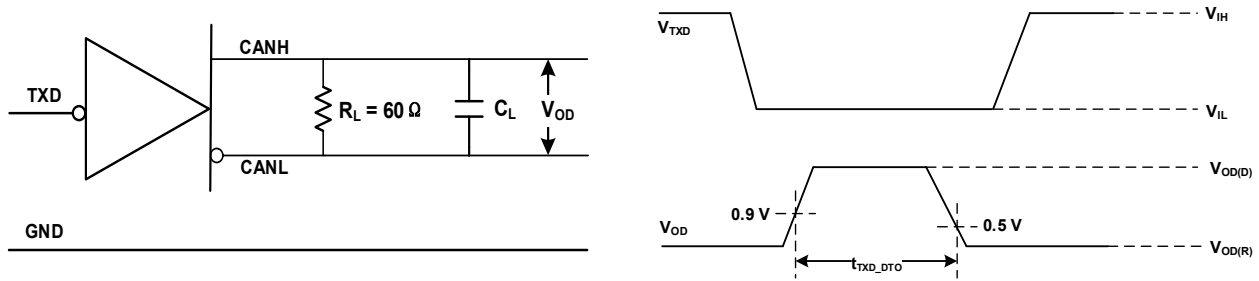 TXD
CANH
R_L = 60 Ω
C_L
V_OD
CANL
GND
V_TXD
V_IH
V_IL
V_OD(D)
0.9 V
0.5 V
V_OD
V_OD(R)
t_TXD_DTO